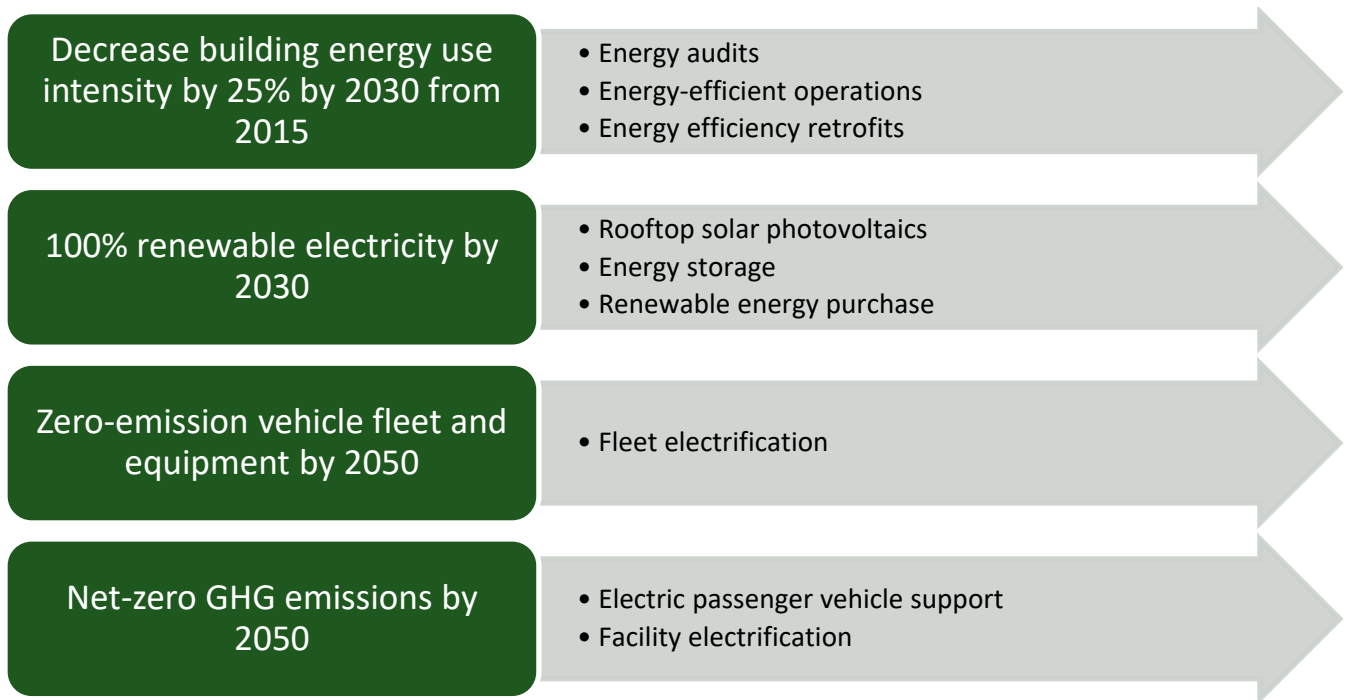 Decrease building energy use
intensity by 25% by 2030 from
2015
• Energy audits
• Energy-efficient operations
• Energy efficiency retrofits
100% renewable electricity by
2030
• Rooftop solar photovoltaics
• Energy storage
• Renewable energy purchase
Zero-emission vehicle fleet and
equipment by 2050
• Fleet electrification
Net-zero GHG emissions by
2050
• Electric passenger vehicle support
• Facility electrification